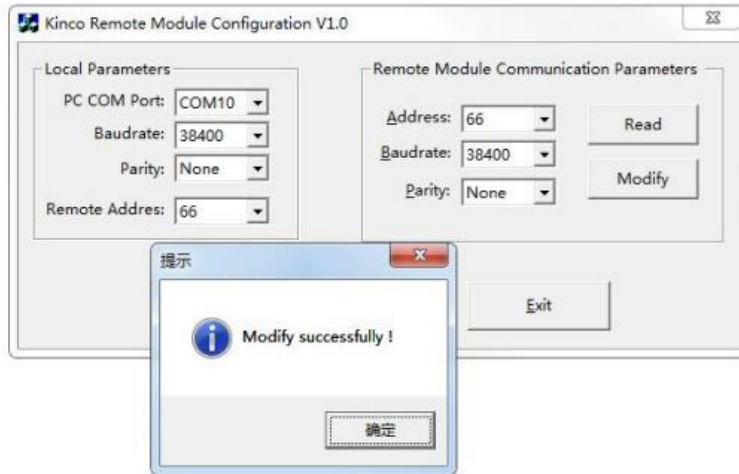 Kinco Remote Module Configuration V1.0
Local Parameters
PC COM Port: COM10
Baudrate: 38400
Parity: None
Remote Addres: 66
Remote Module Communication Parameters
Address: 66
Baudrate: 38400
Parity: None
Read
Modify
提示
Modify successfully !
确定
Exit